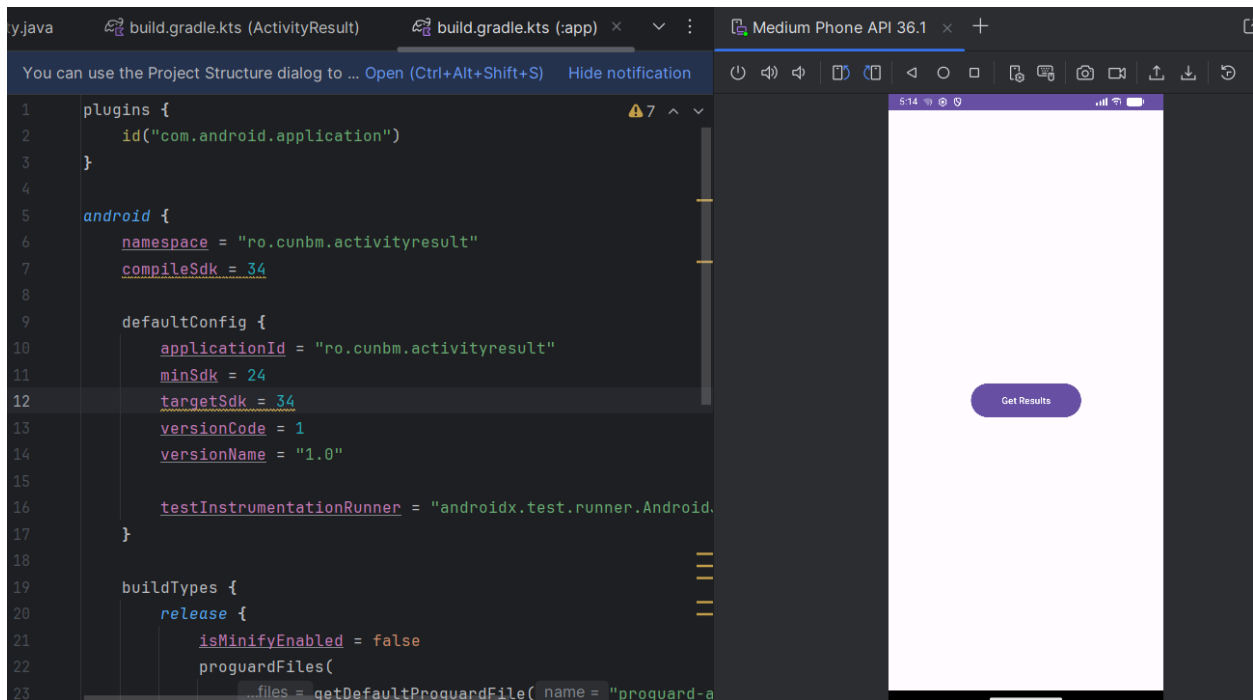 ty.java
build.gradle.kts (ActivityResult)
build.gradle.kts (:app)
You can use the Project Structure dialog to ... Open (Ctrl+Alt+Shift+S) Hide notification
1 plugins {
7
2 id("com.android.application")
3 }
4
5 android {
6 namespace = "ro.cunbm.activityresult"
7 compileSdk = 34
8
9 defaultConfig {
10 applicationId = "ro.cunbm.activityresult"
11 minSdk = 24
12 targetSdk = 34
13 versionCode = 1
14 versionName = "1.0"
15
16 testInstrumentationRunner = "androidx.test.runner.Android
17 }
18
19 buildTypes {
20 release {
21 isMinifyEnabled = false
22 proguardFiles(
23 ...files = getDefaultProguardFile( name = "proguard-a
Medium Phone API 36.1
5:14
Get Results